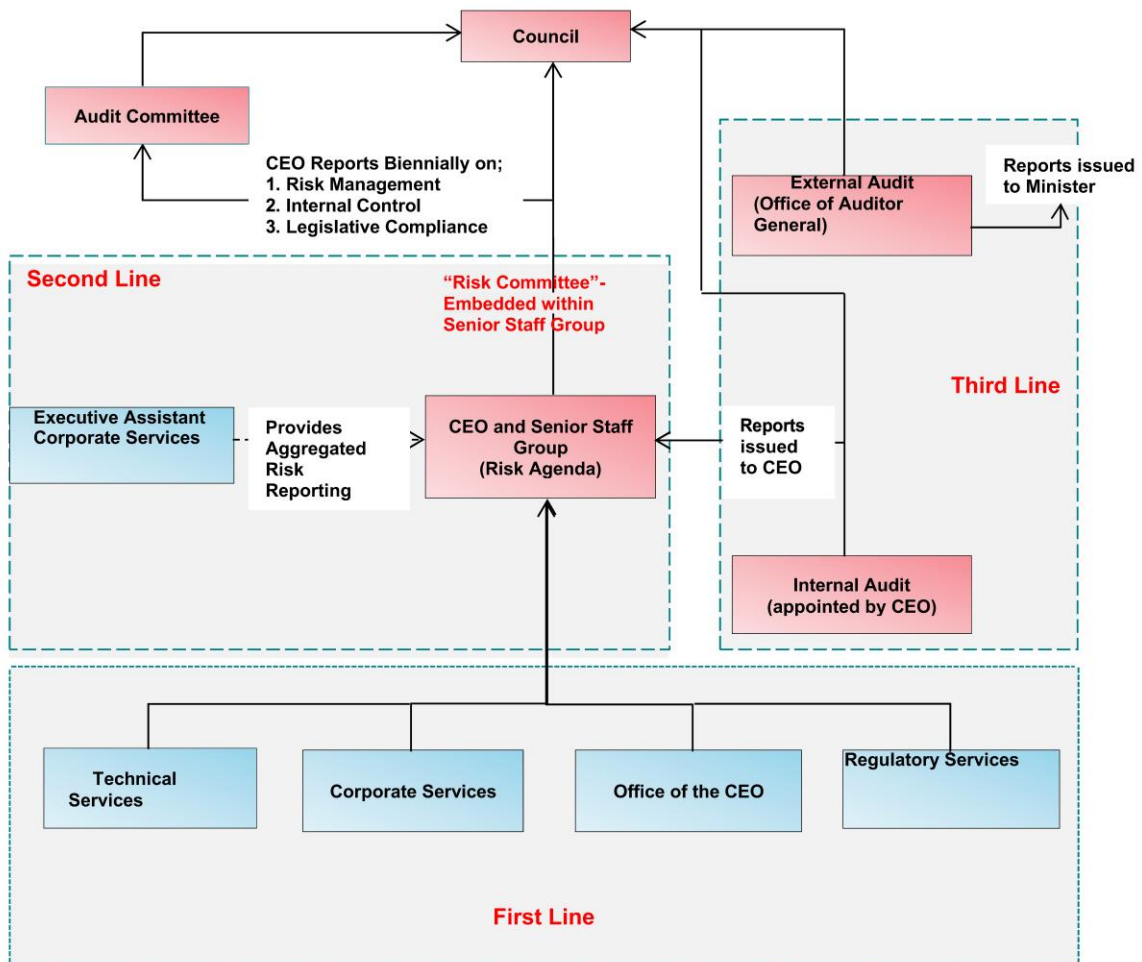 Council
Audit Committee
CEO Reports Biennially on;
1. Risk Management
2. Internal Control
3. Legislative Compliance
External Audit
(Office of Auditor
General)
Reports issued
to Minister
Second Line
“Risk Committee”-
Embedded within
Senior Staff Group
Third Line
Executive Assistant
Corporate Services
Provides
Aggregated
Risk
Reporting
CEO and Senior Staff
Group
(Risk Agenda)
Reports
issued
to CEO
Internal Audit
(appointed by CEO)
Technical
Services
Corporate Services
Office of the CEO
Regulatory Services
First Line